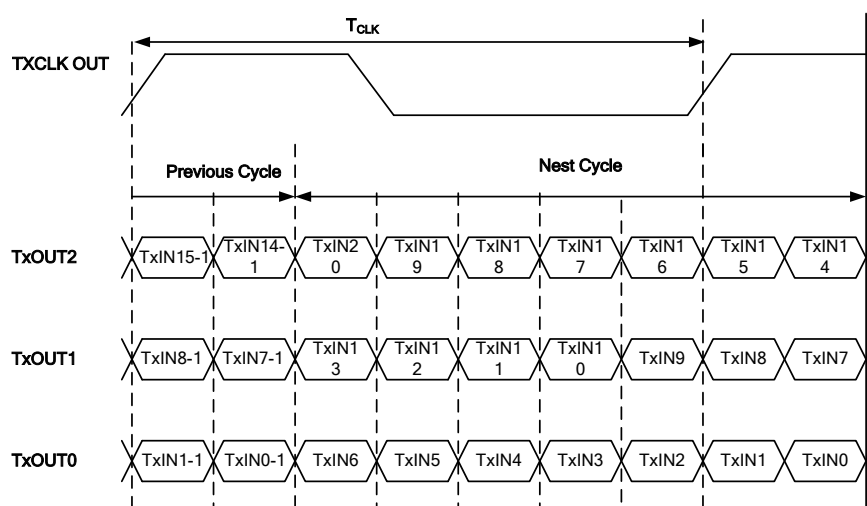 TCLK
TXCLK OUT
Previous Cycle
Nest Cycle
TxOUT2
TxIN15-1
TxIN14-
1
TxIN2
0
TxIN1
9
TxIN1
8
TxIN1
7
TxIN1
6
TxIN1
5
TxIN1
4
TxOUT1
TxIN8-1
TxIN7-1
TxIN1
3
TxIN1
2
TxIN1
1
TxIN1
0
TxIN9
TxIN8
TxIN7
TxOUT0
TxIN1-1
TxIN0-1
TxIN6
TxIN5
TxIN4
TxIN3
TxIN2
TxIN1
TxIN0